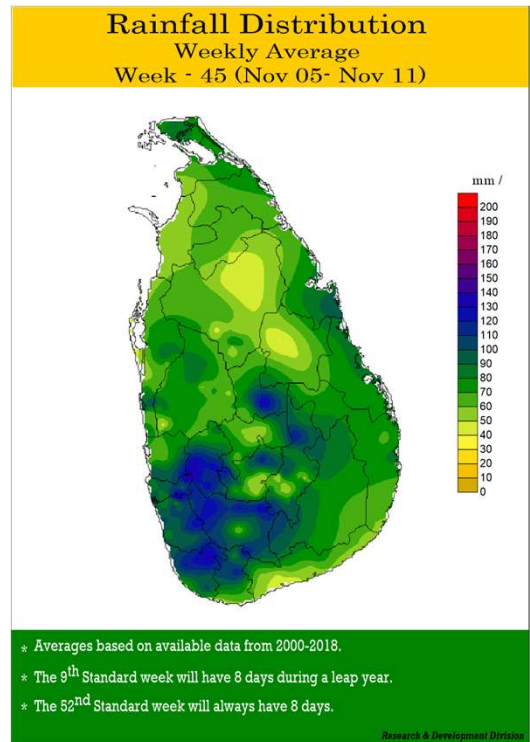 Rainfall Distribution
Weekly Average
Week - 45 (Nov 05- Nov 11)
mm /
200
190
180
170
160
150
140
130
120
110
100
90
80
70
60
50
40
30
20
10
0
* Averages based on available data from 2000-2018.
* The 9th Standard week will have 8 days during a leap year.
* The 52nd Standard week will always have 8 days.
Research & Development Division